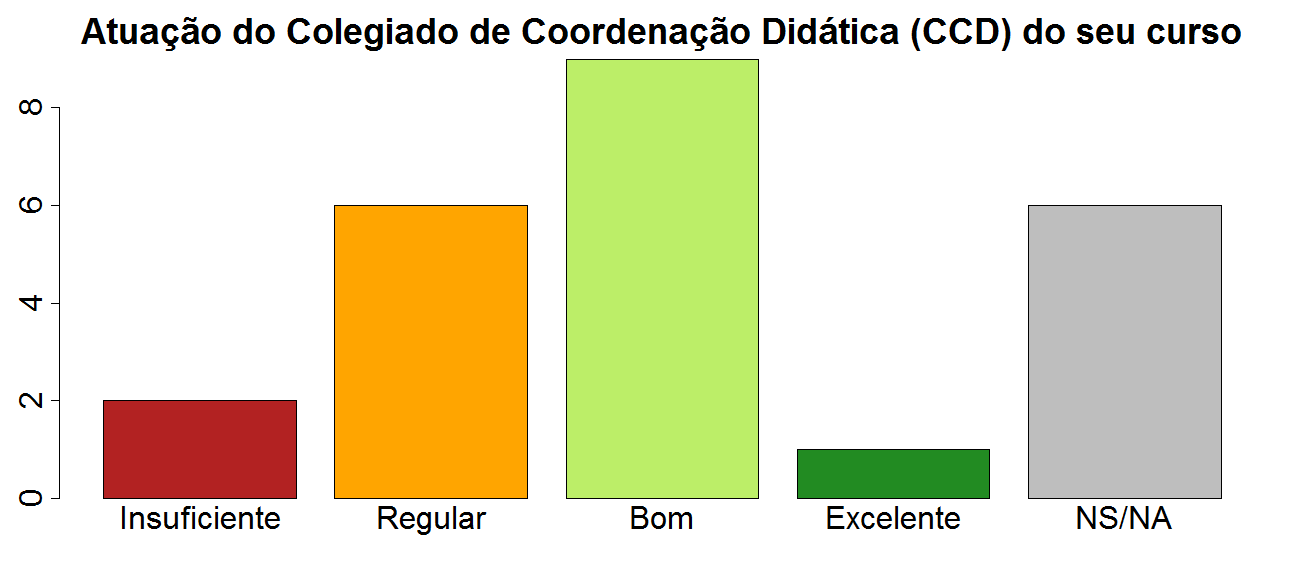 Atuação do Colegiado de Coordenação Didática (CCD) do seu curso
8
6
4
2
0
Insuficiente Regular Bom Excelente NS/NA